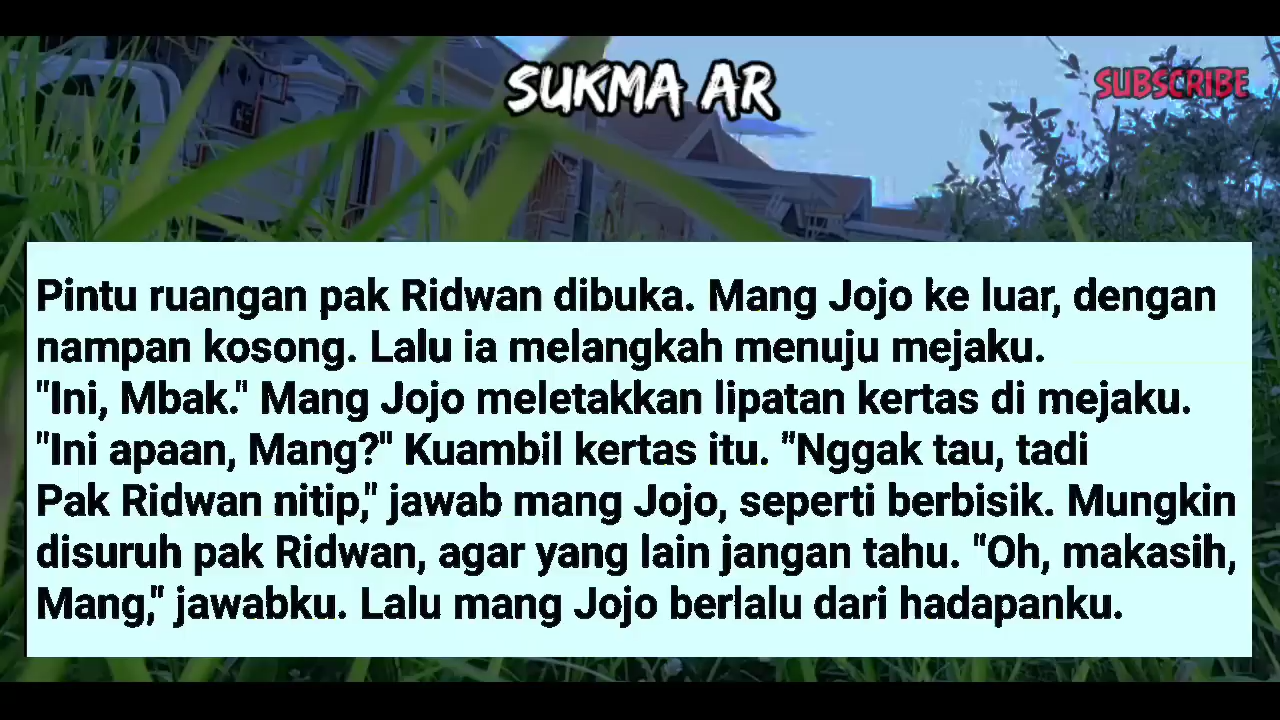 SUKMA AR
SUBSCRIBE
Pintu ruangan pak Ridwan dibuka. Mang Jojo ke luar, dengan
nampan kosong. Lalu ia melangkah menuju mejaku.
"Ini, Mbak." Mang Jojo meletakkan lipatan kertas di mejaku.
"Ini apaan, Mang?" Kuambil kertas itu. "Nggak tau, tadi
Pak Ridwan nitip," jawab mang Jojo, seperti berbisik. Mungkin
disuruh pak Ridwan, agar yang lain jangan tahu. "Oh, makasih,
Mang," jawabku. Lalu mang Jojo berlalu dari hadapanku.